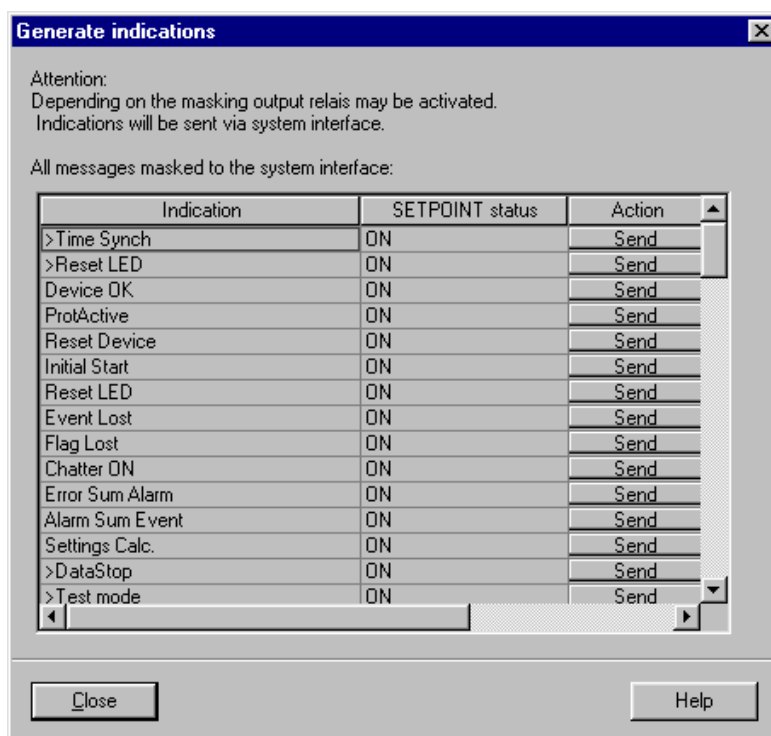 Generate indications
Attention:
Depending on the masking output relais may be activated.
Indications will be sent via system interface.
All messages masked to the system interface:
Indication SETPOINT status Action
>Time Synch ON Send
>Reset LED ON Send
Device OK ON Send
ProtActive ON Send
Reset Device ON Send
Initial Start ON Send
Reset LED ON Send
Event Lost ON Send
Flag Lost ON Send
Chatter ON ON Send
Error Sum Alarm ON Send
Alarm Sum Event ON Send
Settings Calc. ON Send
>DataStop ON Send
>Test mode ON Send
Close Help